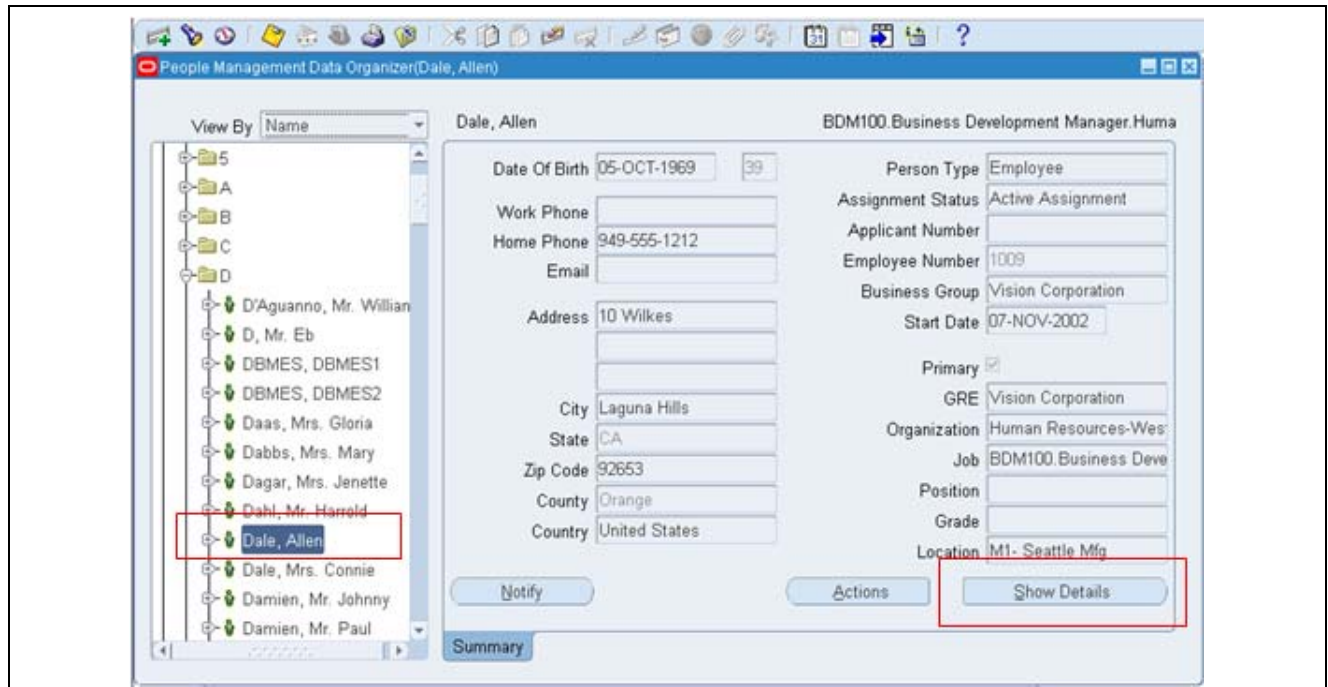 People Management Data Organizer(Dale, Allen)
View By Name
Dale, Allen
BDM100.Business Development Manager.Huma
5
A
B
C
D
D'Aguanno, Mr. Willian
D, Mr. Eb
DBMES, DBMES1
DBMES, DBMES2
Daas, Mrs. Gloria
Dabbs, Mrs. Mary
Dagar, Mrs. Jenette
Dahl, Mr. Harrold
Dale, Allen
Dale, Mrs. Connie
Damien, Mr. Johnny
Damien, Mr. Paul
Date Of Birth 05-OCT-1969 39
Work Phone
Home Phone 949-555-1212
Email
Address 10 Wilkes
City Laguna Hills
State CA
Zip Code 92653
County Orange
Country United States
Person Type Employee
Assignment Status Active Assignment
Applicant Number
Employee Number 1009
Business Group Vision Corporation
Start Date 07-NOV-2002
Primary
GRE Vision Corporation
Organization Human Resources-Wes
Job BDM100.Business Deve
Position
Grade
Location M1- Seattle Mfg
Notify
Actions
Show Details
Summary